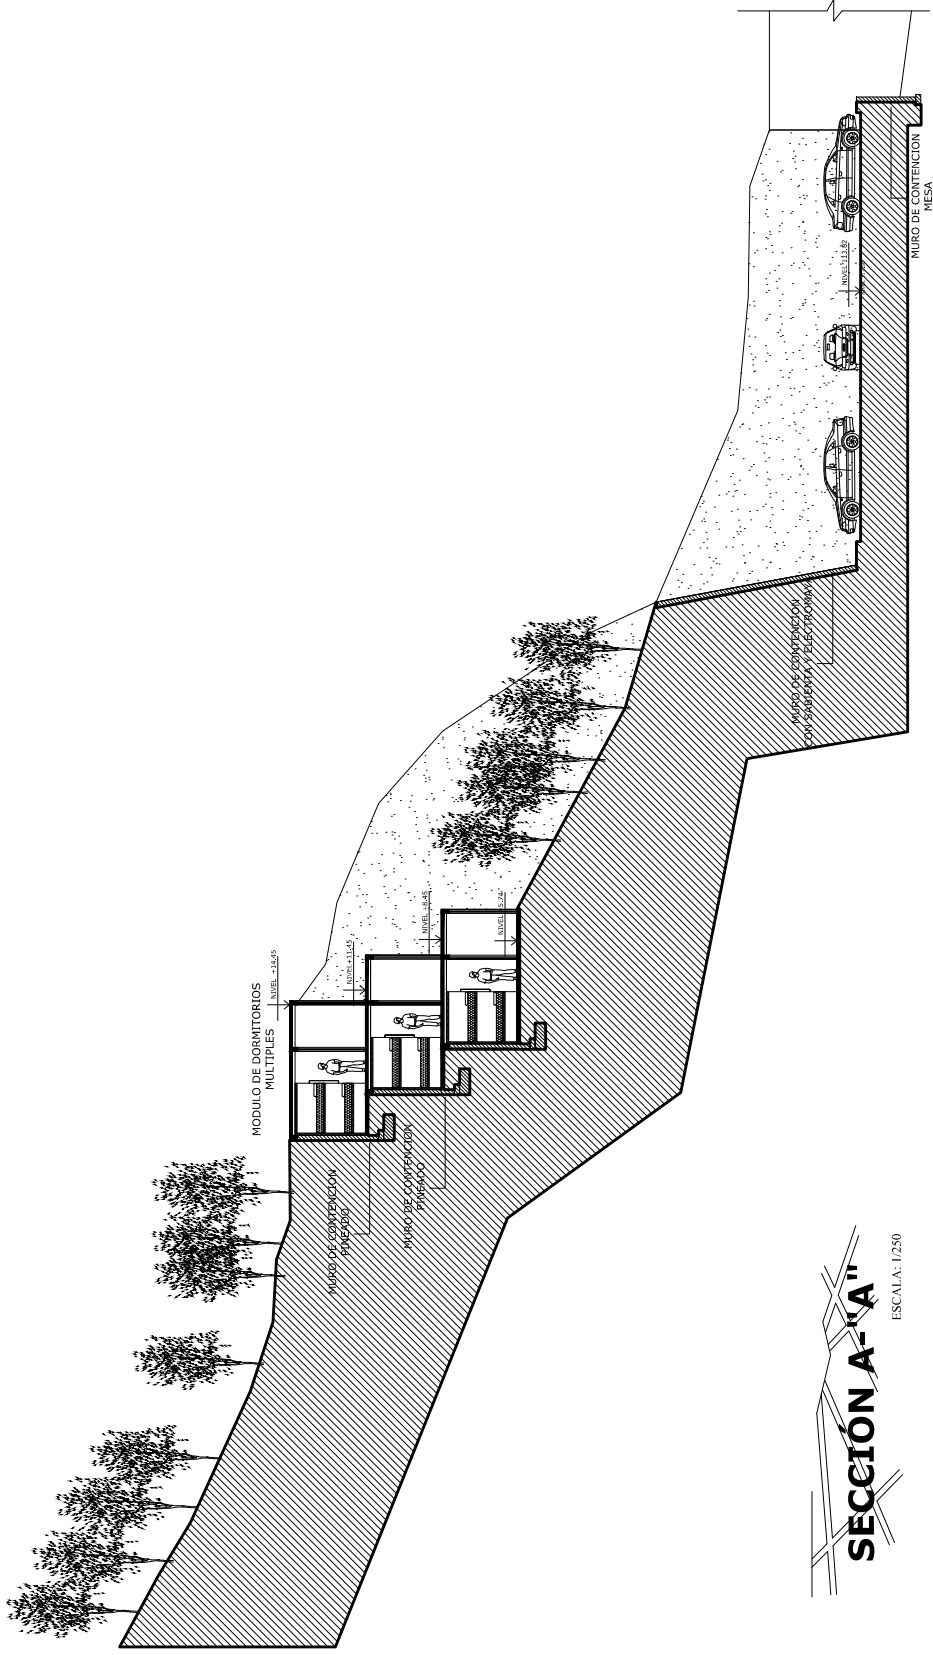 MODULO DE DORMITORIOS
MULTIPLES
NIVEL +14.45
NIVEL+11.45
NIVEL +8.45
NIVEL +5.74
MURO DE CONTENCION
PINEADO
MURO DE CONTENCION
PINEADO
MURO DE CONTENCION
CON SABIENTA Y ELECTROMAYA
NIVEL 113.82
MURO DE CONTENCION
MESA
SECCIÓN A-"A"
ESCALA: 1/250